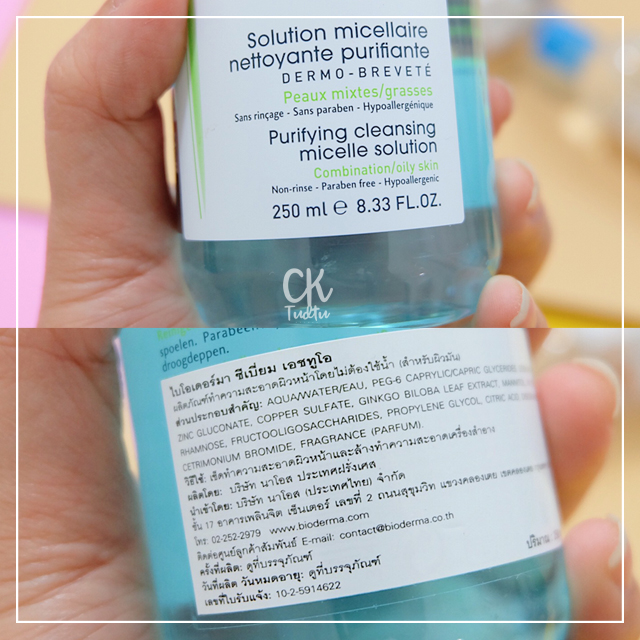 Solution micellaire
nettoyante purifiante
DERMO-BREVETÉ
Peaux mixtes/grasses
Sans rinçage - Sans paraben - Hypoallergénique
Purifying cleansing
micelle solution
Combination/oily skin
Non-rinse - Paraben free - Hypoallergenic
250 ml e 8.33 FL.OZ.
CK
Tudtu
spoelen. Parabeen
droogdeppen.
ไบโอเดอร์มา ซีเบี่ยม เอชทูโอ
ผลิตภัณฑ์ทำความสะอาดผิวหน้าโดยไม่ต้องใช้น้ำ (สำหรับผิวมัน)
ส่วนประกอบสำคัญ: AQUA/WATER/EAU, PEG-6 CAPRYLIC/CAPRIC GLYCERIDES,
ZINC GLUCONATE, COPPER SULFATE, GINKGO BILOBA LEAF EXTRACT,
RHAMNOSE, FRUCTOOLIGOSACCHARIDES, PROPYLENE GLYCOL, CITRIC ACID,
CETRIMONIUM BROMIDE, FRAGRANCE (PARFUM).
วิธีใช้: เช็ดทำความสะอาดผิวหน้าและล้างทำความสะอาดเครื่องสำอาง
ผลิตโดย: บริษัท นาโอส ประเทศฝรั่งเศส
นำเข้าโดย: บริษัท นาโอส (ประเทศไทย) จำกัด
ชั้น 17 อาคารเพลินจิต เซ็นเตอร์ เลขที่ 2 ถนนสุขุมวิท แขวงคลองเตย เขตคลองเตย
โทร: 02-252-2979 www.bioderma.com
ติดต่อศูนย์ลูกค้าสัมพันธ์ E-mail: contact@bioderma.co.th
ครั้งที่ผลิต: ดูที่บรรจุภัณฑ์
วันที่ผลิต วันหมดอายุ: ดูที่บรรจุภัณฑ์
เลขที่ใบรับแจ้ง: 10-2-5914622
ปริมาณ :